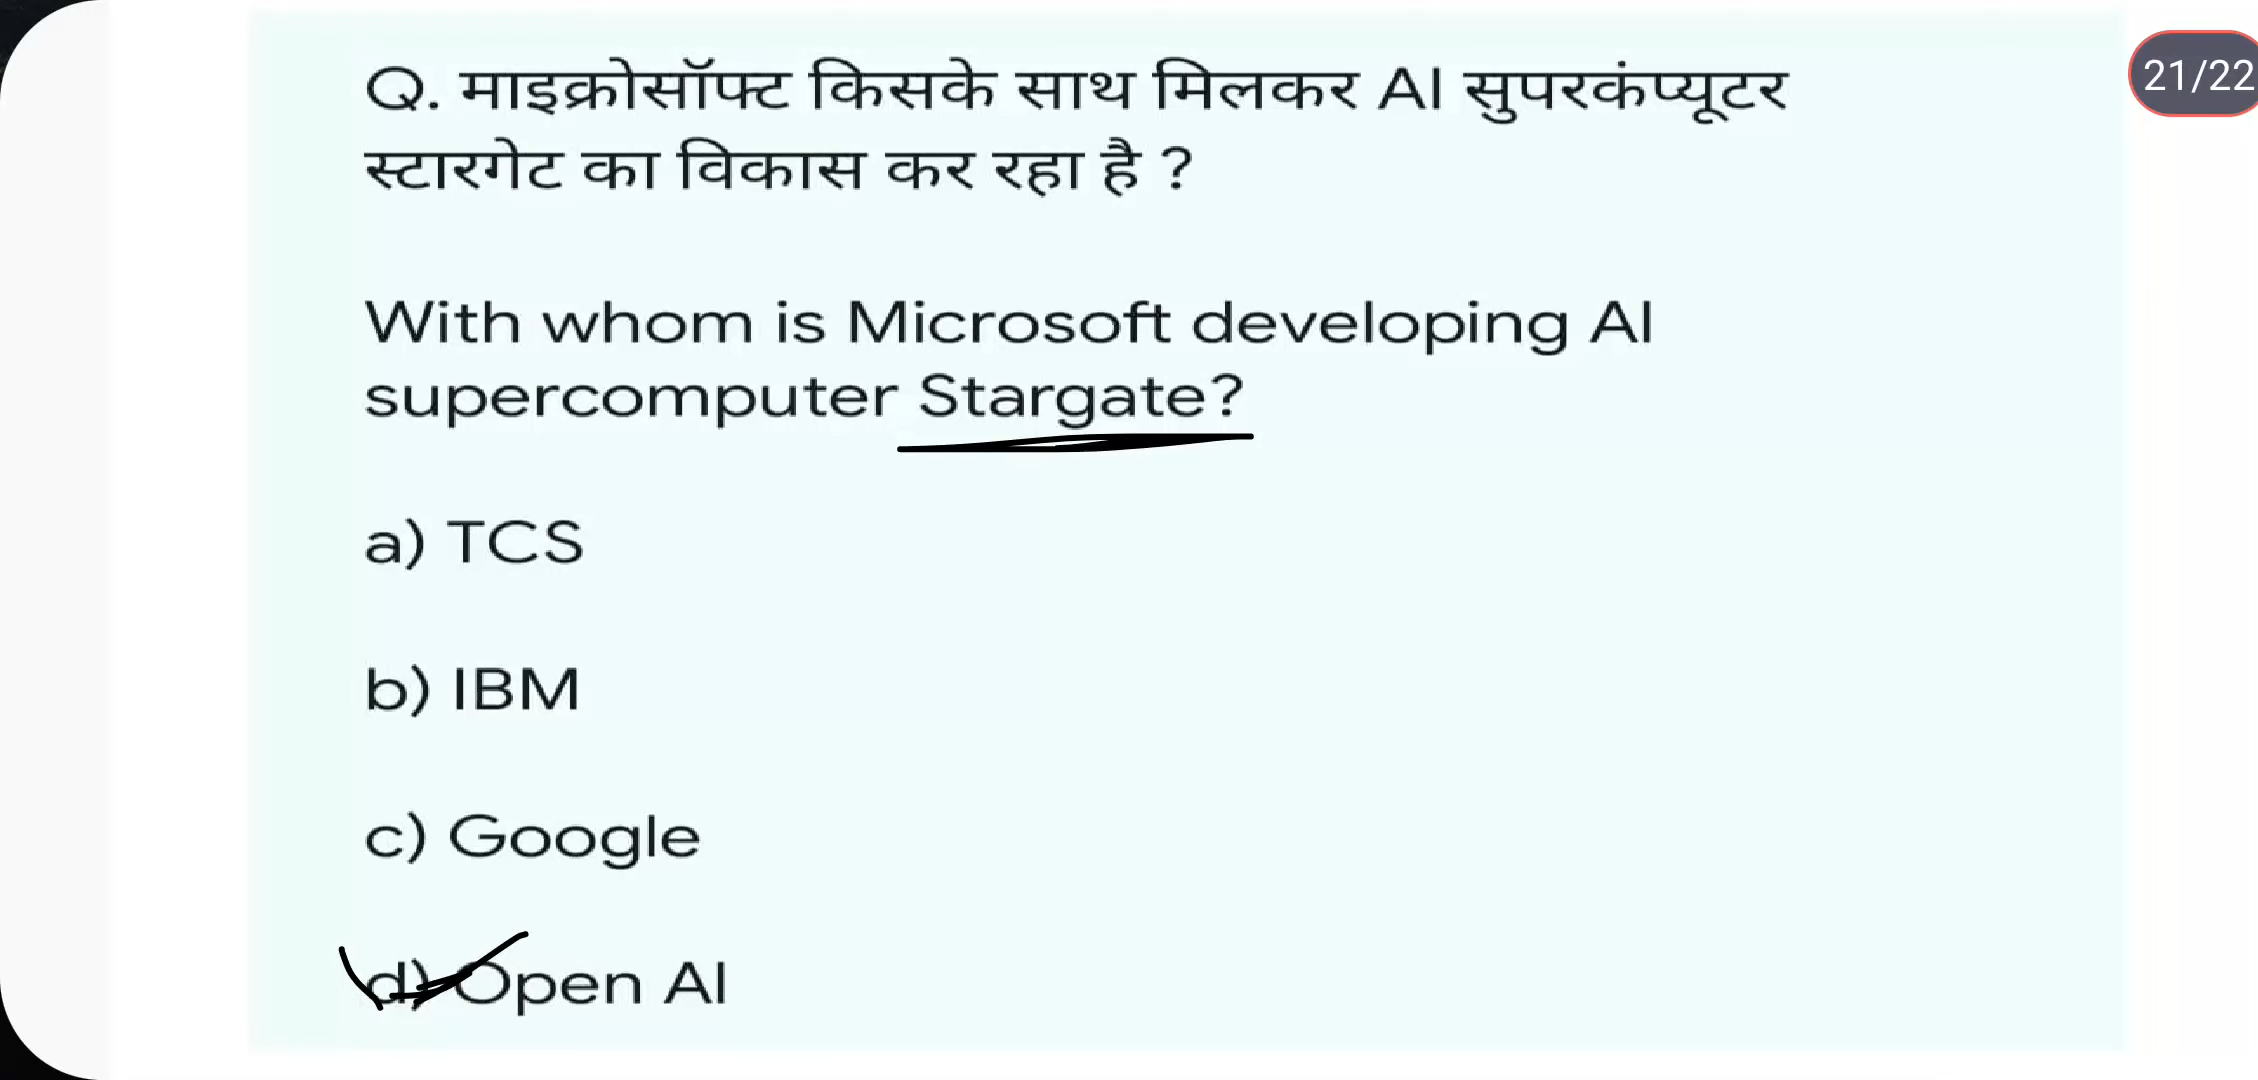 21/22
Q. माइक्रोसॉफ्ट किसके साथ मिलकर AI सुपरकंप्यूटर
स्टारगेट का विकास कर रहा है ?
With whom is Microsoft developing AI
supercomputer Stargate?
a) TCS
b) IBM
c) Google
d) Open AI